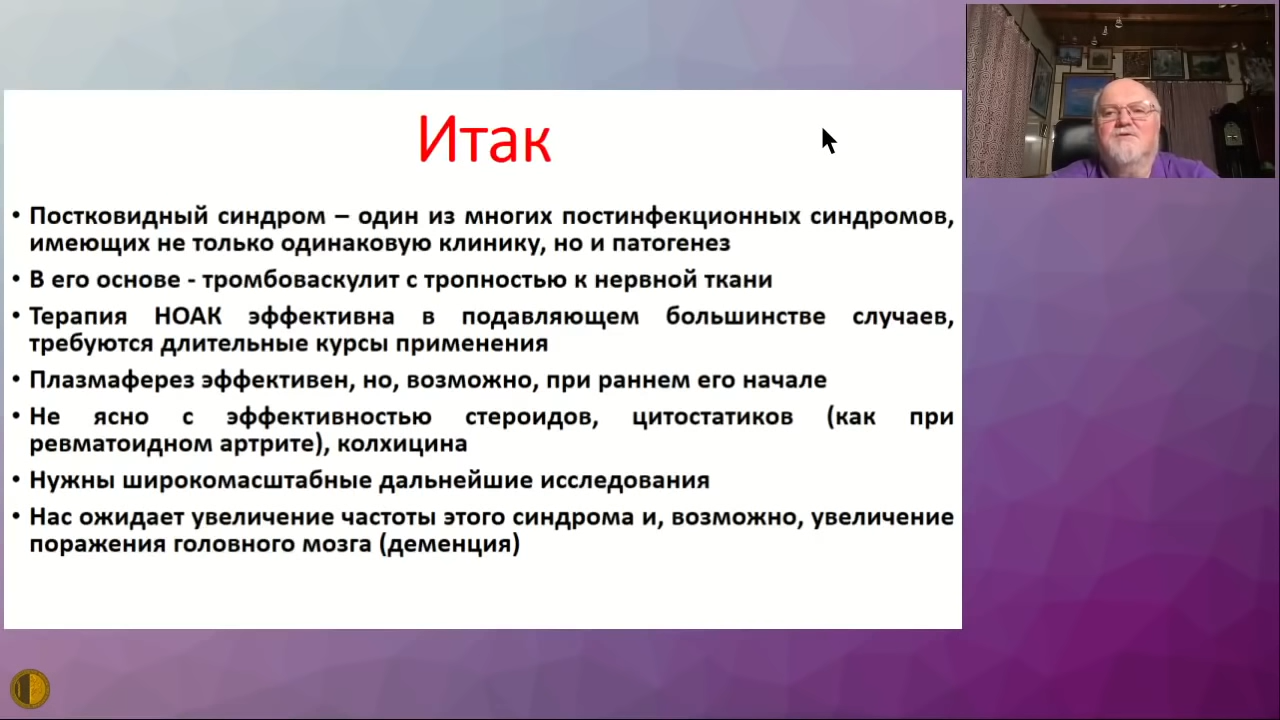 Итак
• Постковидный синдром – один из многих постинфекционных синдромов,
имеющих не только одинаковую клинику, но и патогенез
• В его основе - тромбоваскулит с тропностью к нервной ткани
• Терапия НОАК эффективна в подавляющем большинстве случаев,
требуются длительные курсы применения
• Плазмаферез эффективен, но, возможно, при раннем его начале
• Не ясно с эффективностью стероидов, цитостатиков (как при
ревматоидном артрите), колхицина
• Нужны широкомасштабные дальнейшие исследования
• Нас ожидает увеличение частоты этого синдрома и, возможно, увеличение
поражения головного мозга (деменция)